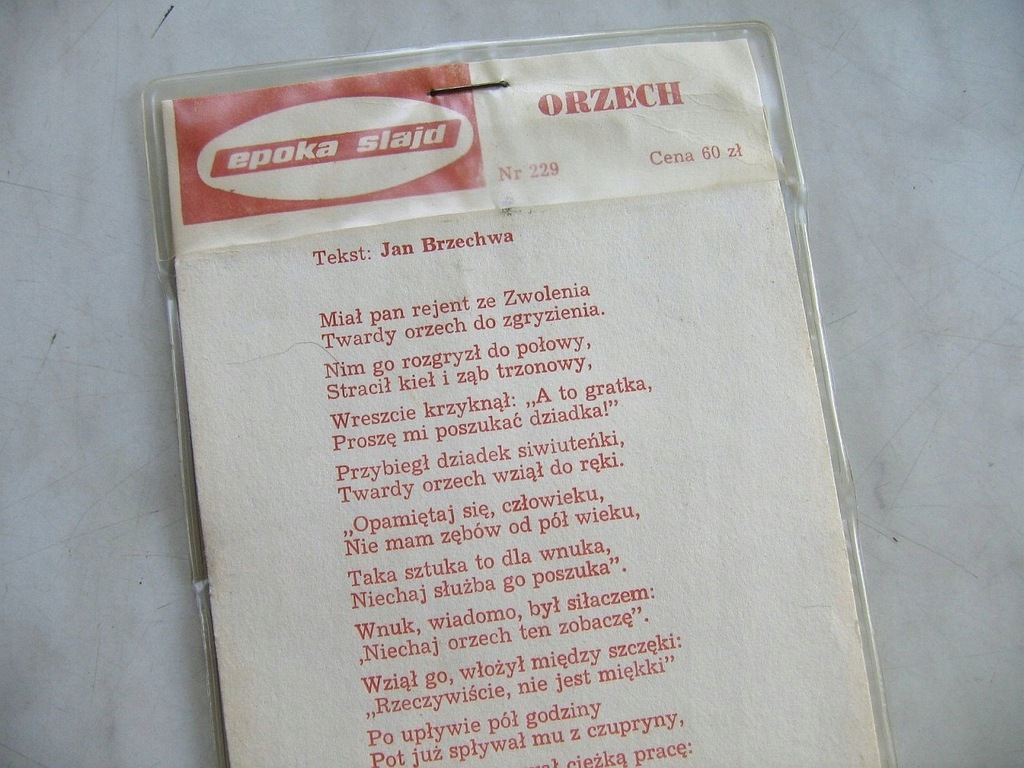 epoka slajd
ORZECH
Nr 229
Cena 60 zł
Tekst: Jan Brzechwa
Miał pan rejent ze Zwolenia
Twardy orzech do zgryzienia.
Nim go rozgryzł do połowy,
Stracił kieł i ząb trzonowy,
Wreszcie krzyknął: „A to gratka,
Proszę mi poszukać dziadka!"
Przybiegł dziadek siwiuteńki,
Twardy orzech wziął do ręki.
„Opamiętaj się, człowieku,
Nie mam zębów od pół wieku,
Taka sztuka to dla wnuka,
Niechaj służba go poszuka".
Wnuk, wiadomo, był siłaczem:
‚Niechaj orzech ten zobaczę".
Wziął go, włożył między szczęki:
„Rzeczywiście, nie jest miękki"
Po upływie pół godziny
Pot już spływał mu z czupryny,
ciężką pracę: